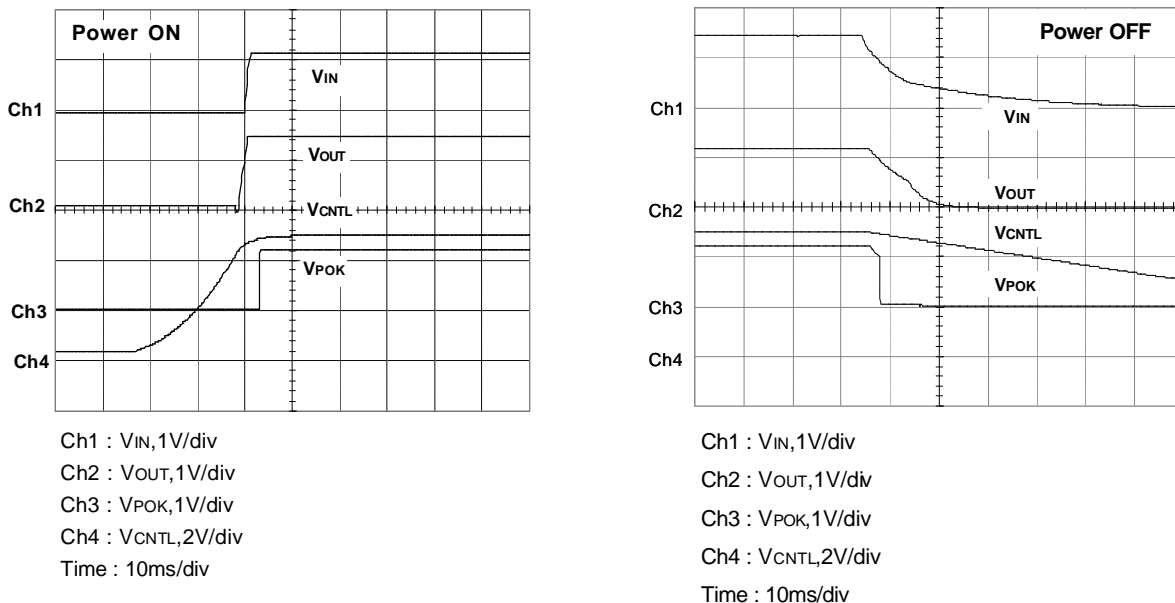 Power ON
VIN
Ch1
VOUT
Ch2
VCNTL
VPOK
Ch3
Ch4
Ch1 : VIN,1V/div
Ch2 : VOUT,1V/div
Ch3 : VPOK,1V/div
Ch4 : VCNTL,2V/div
Time : 10ms/div
Power OFF
Ch1
VIN
VOUT
Ch2
VCNTL
VPOK
Ch3
Ch4
Ch1 : VIN,1V/div
Ch2 : VOUT,1V/div
Ch3 : VPOK,1V/div
Ch4 : VCNTL,2V/div
Time : 10ms/div